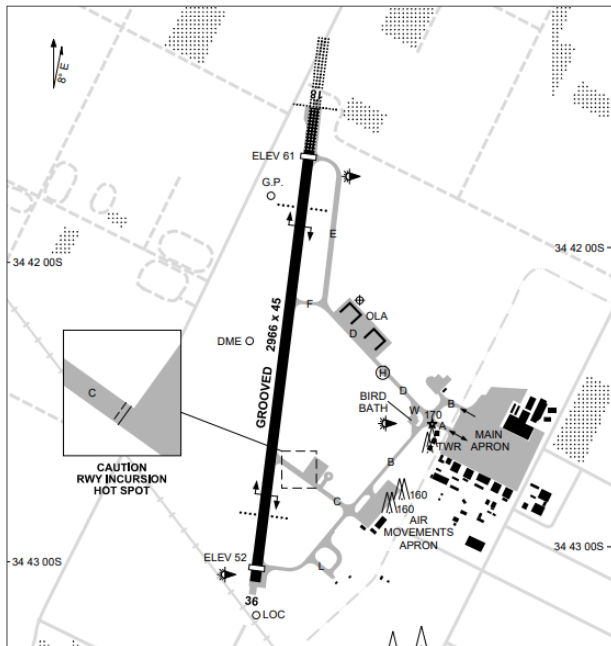 8° E
18
ELEV 61
G.P.
E
34 42 00S
34 42 00S
F
OLA
D
GROOVED 2966 x 45
DME
H
D
B
BIRD
BATH
W
170
A
TWR
MAIN
APRON
C
CAUTION
RWY INCURSION
HOT SPOT
B
160
160
C
AIR
MOVEMENTS
APRON
34 43 00S
34 43 00S
ELEV 52
L
36
LOC